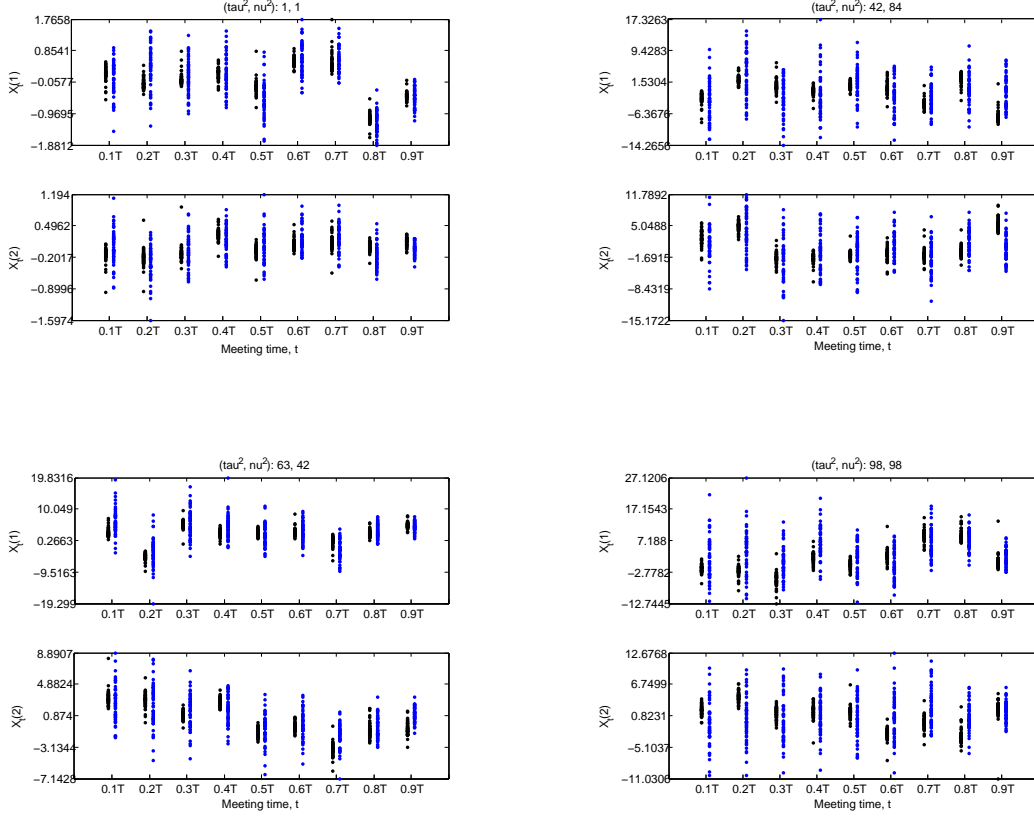 (tau², nu²): 1, 1
1.7658
0.8541
−0.0577
−0.9695
−1.8812
X_t(1)
0.1T 0.2T 0.3T 0.4T 0.5T 0.6T 0.7T 0.8T 0.9T
1.194
0.4962
−0.2017
−0.8996
−1.5974
X_t(2)
0.1T 0.2T 0.3T 0.4T 0.5T 0.6T 0.7T 0.8T 0.9T
Meeting time, t
(tau², nu²): 42, 84
17.3263
9.4283
1.5304
−6.3676
−14.2656
X_t(1)
0.1T 0.2T 0.3T 0.4T 0.5T 0.6T 0.7T 0.8T 0.9T
11.7892
5.0488
−1.6915
−8.4319
−15.1722
X_t(2)
0.1T 0.2T 0.3T 0.4T 0.5T 0.6T 0.7T 0.8T 0.9T
Meeting time, t
(tau², nu²): 63, 42
19.8316
10.049
0.2663
−9.5163
−19.299
X_t(1)
0.1T 0.2T 0.3T 0.4T 0.5T 0.6T 0.7T 0.8T 0.9T
8.8907
4.8824
0.874
−3.1344
−7.1428
X_t(2)
0.1T 0.2T 0.3T 0.4T 0.5T 0.6T 0.7T 0.8T 0.9T
Meeting time, t
(tau², nu²): 98, 98
27.1206
17.1543
7.188
−2.7782
−12.7445
X_t(1)
0.1T 0.2T 0.3T 0.4T 0.5T 0.6T 0.7T 0.8T 0.9T
12.6768
6.7499
0.8231
−5.1037
−11.0306
X_t(2)
0.1T 0.2T 0.3T 0.4T 0.5T 0.6T 0.7T 0.8T 0.9T
Meeting time, t